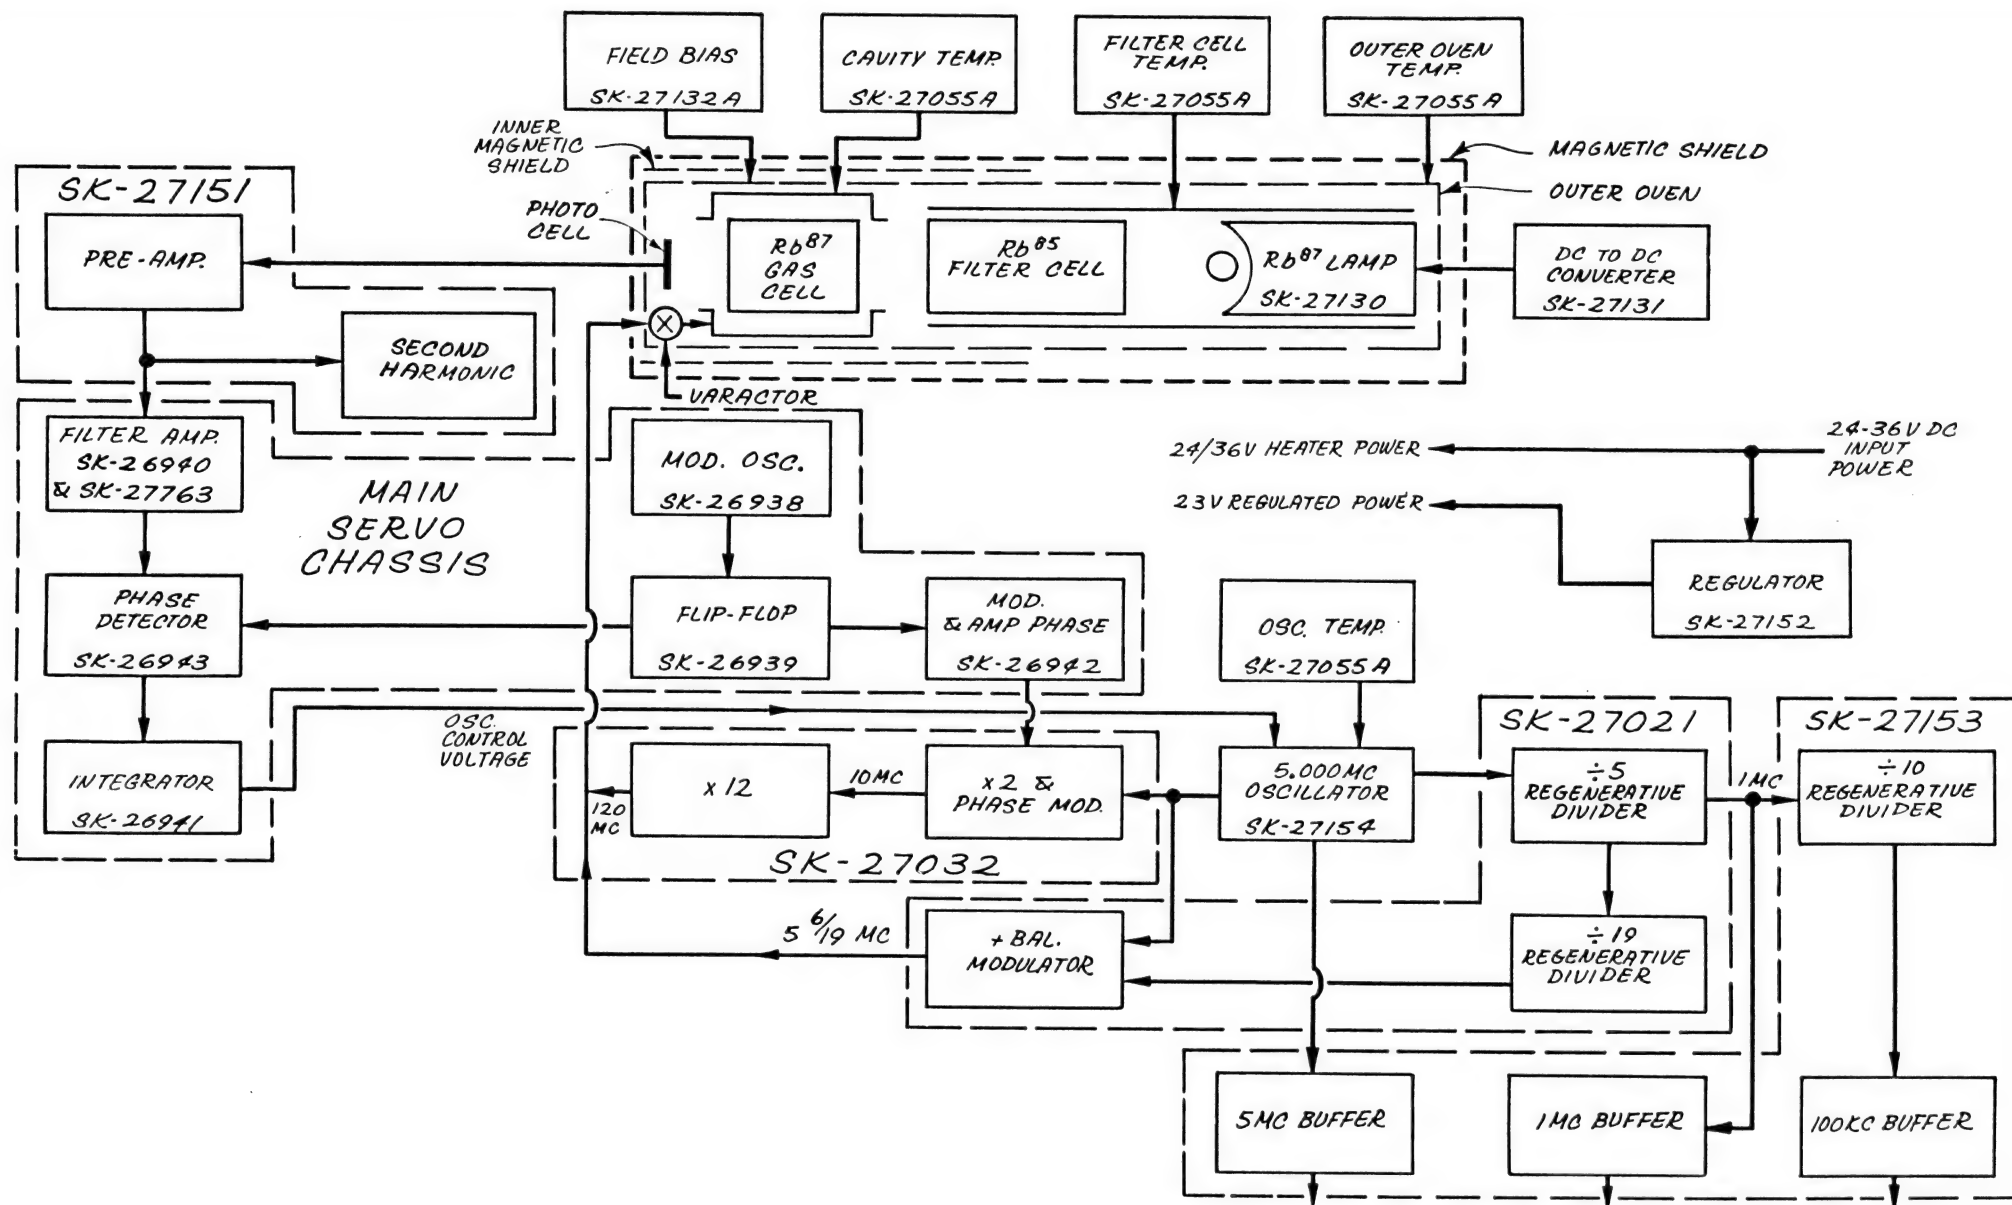 FIELD BIAS
SK-27132A
CAVITY TEMP.
SK-27055A
FILTER CELL
TEMP.
SK-27055A
OUTER OVEN
TEMP.
SK-27055A
INNER
MAGNETIC
SHIELD
MAGNETIC SHIELD
OUTER OVEN
SK-27151
PRE-AMP.
PHOTO
CELL
Rb87
GAS
CELL
Rb85
FILTER CELL
Rb87 LAMP
SK-27130
DC TO DC
CONVERTER
SK-27131
X
SECOND
HARMONIC
VARACTOR
FILTER AMP.
SK-26940
& SK-27763
MAIN
SERVO
CHASSIS
MOD. OSC.
SK-26938
24/36V HEATER POWER
24-36V DC
INPUT
POWER
23V REGULATED POWER
REGULATOR
SK-27152
PHASE
DETECTOR
SK-26943
FLIP-FLOP
SK-26939
MOD.
& AMP PHASE
SK-26942
OSC. TEMP.
SK-27055A
OSC.
CONTROL
VOLTAGE
INTEGRATOR
SK-26941
120
MC
x 12
10MC
x2 &
PHASE MOD.
SK-27032
5.000MC
OSCILLATOR
SK-27154
SK-27021
÷5
REGENERATIVE
DIVIDER
1MC
SK-27153
÷10
REGENERATIVE
DIVIDER
5 6/19 MC
+ BAL.
MODULATOR
÷19
REGENERATIVE
DIVIDER
5MC BUFFER
1MC BUFFER
100KC BUFFER